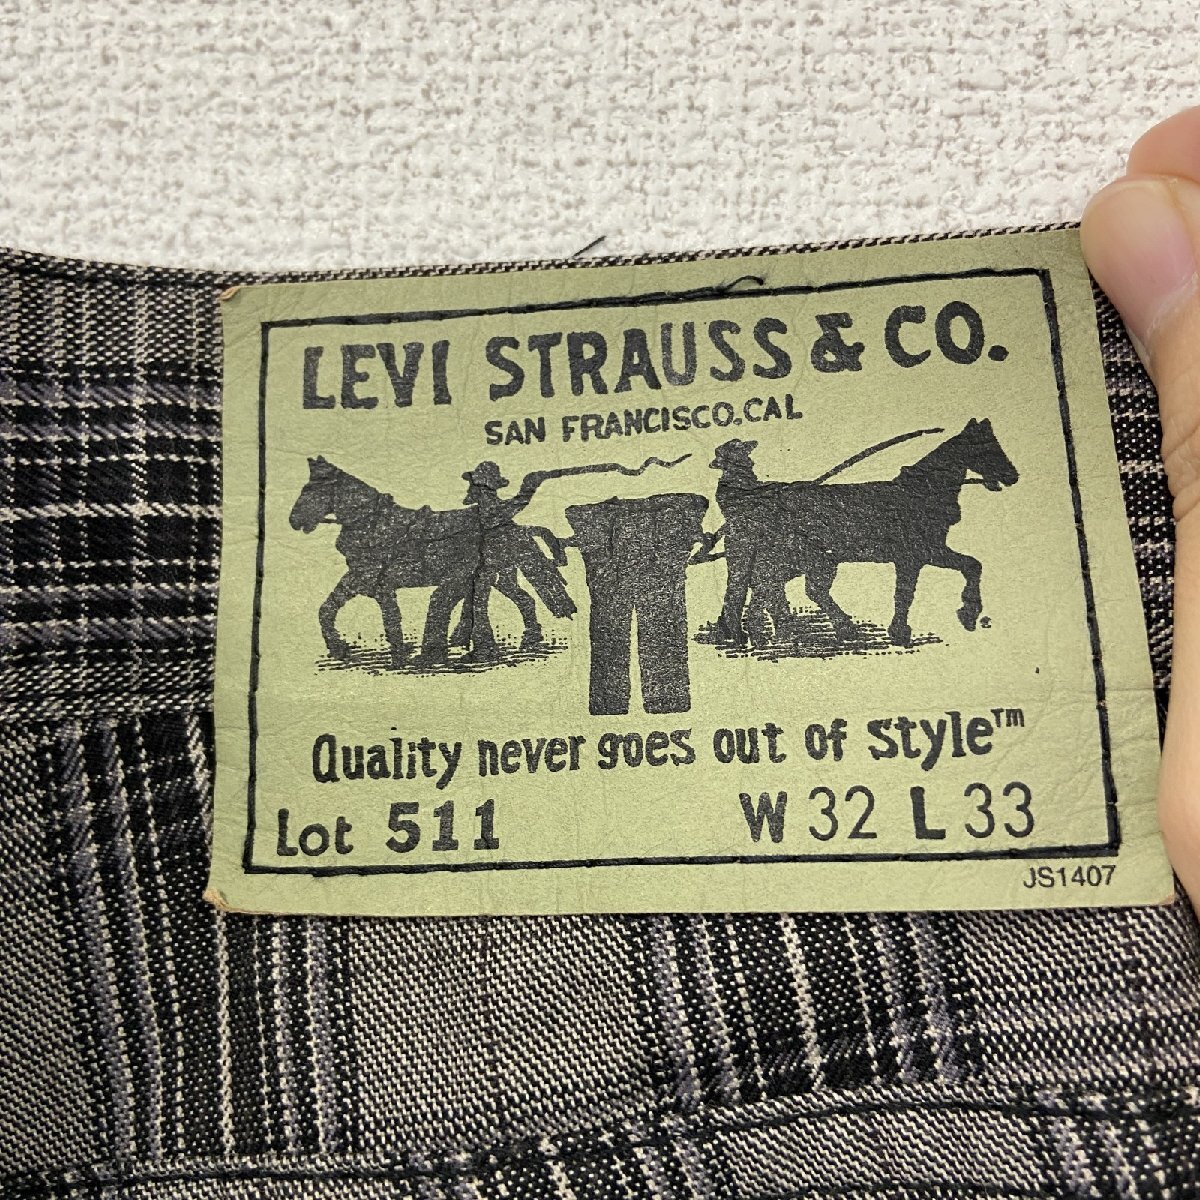 LEVI STRAUSS & CO.
SAN FRANCISCO,CAL
Quality never goes out of style™
Lot 511 W 32 L 33
JS1407